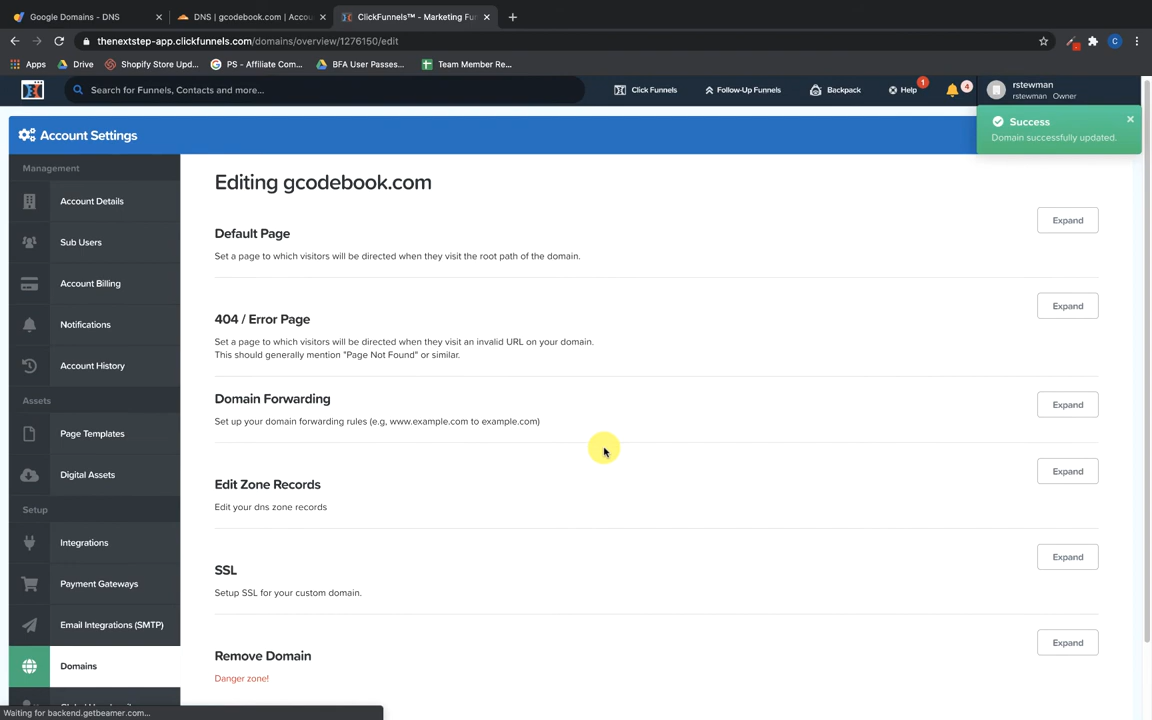 Google Domains - DNS
DNS | gcodebook.com | Accou
ClickFunnels™ - Marketing Fu
thenextstep-app.clickfunnels.com/domains/overview/1276150/edit
C
Apps
Drive
Shopify Store Upd...
PS - Affiliate Com...
BFA User Passes...
Team Member Re...
Search for Funnels, Contacts and more...
Click Funnels
Follow-Up Funnels
Backpack
Help
1
4
rstewman
rstewman Owner
Account Settings
Success
Domain successfully updated.
Management
Account Details
Sub Users
Account Billing
Notifications
Account History
Assets
Page Templates
Digital Assets
Setup
Integrations
Payment Gateways
Email Integrations (SMTP)
Domains
Editing gcodebook.com
Default Page
Set a page to which visitors will be directed when they visit the root path of the domain.
Expand
404 / Error Page
Set a page to which visitors will be directed when they visit an invalid URL on your domain.
This should generally mention "Page Not Found" or similar.
Expand
Domain Forwarding
Set up your domain forwarding rules (e.g, www.example.com to example.com)
Expand
Edit Zone Records
Edit your dns zone records
Expand
SSL
Setup SSL for your custom domain.
Expand
Remove Domain
Danger zone!
Expand
Waiting for backend.getbeamer.com...